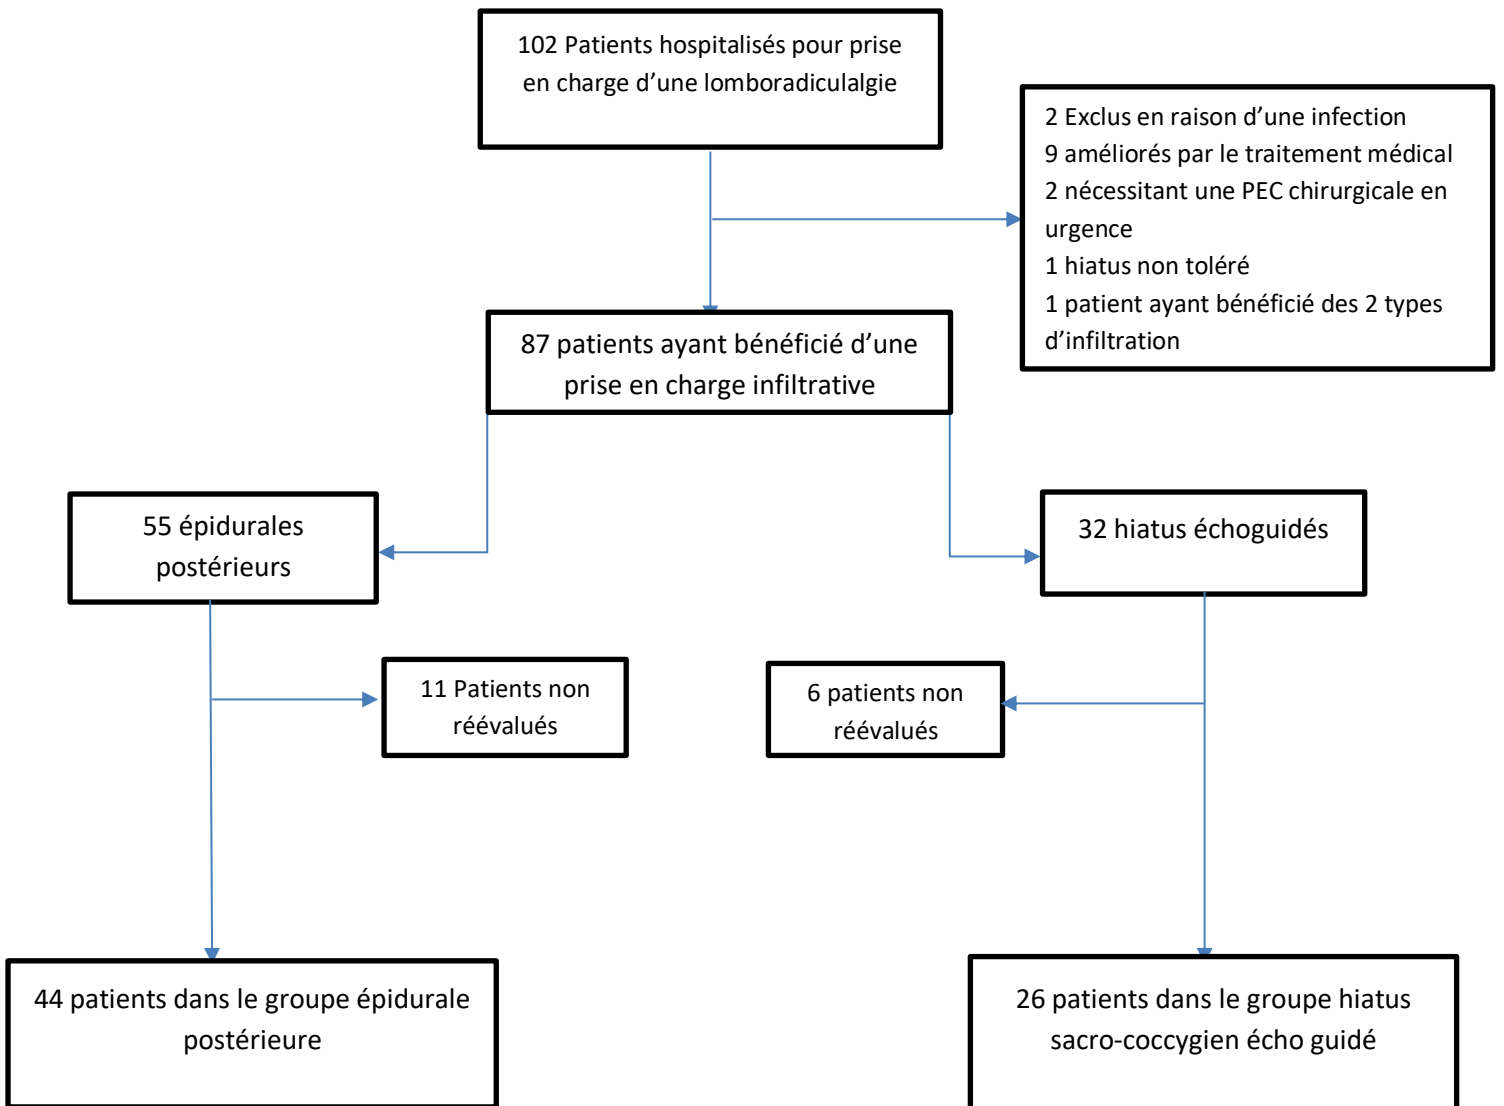 102 Patients hospitalisés pour prise
en charge d’une lomboradiculalgie
2 Exclus en raison d’une infection
9 améliorés par le traitement médical
2 nécessitant une PEC chirurgicale en
urgence
1 hiatus non toléré
1 patient ayant bénéficié des 2 types
d’infiltration
87 patients ayant bénéficié d’une
prise en charge infiltrative
55 épidurales
postérieurs
32 hiatus échoguidés
11 Patients non
réévalués
6 patients non
réévalués
44 patients dans le groupe épidurale
postérieure
26 patients dans le groupe hiatus
sacro-coccygien écho guidé